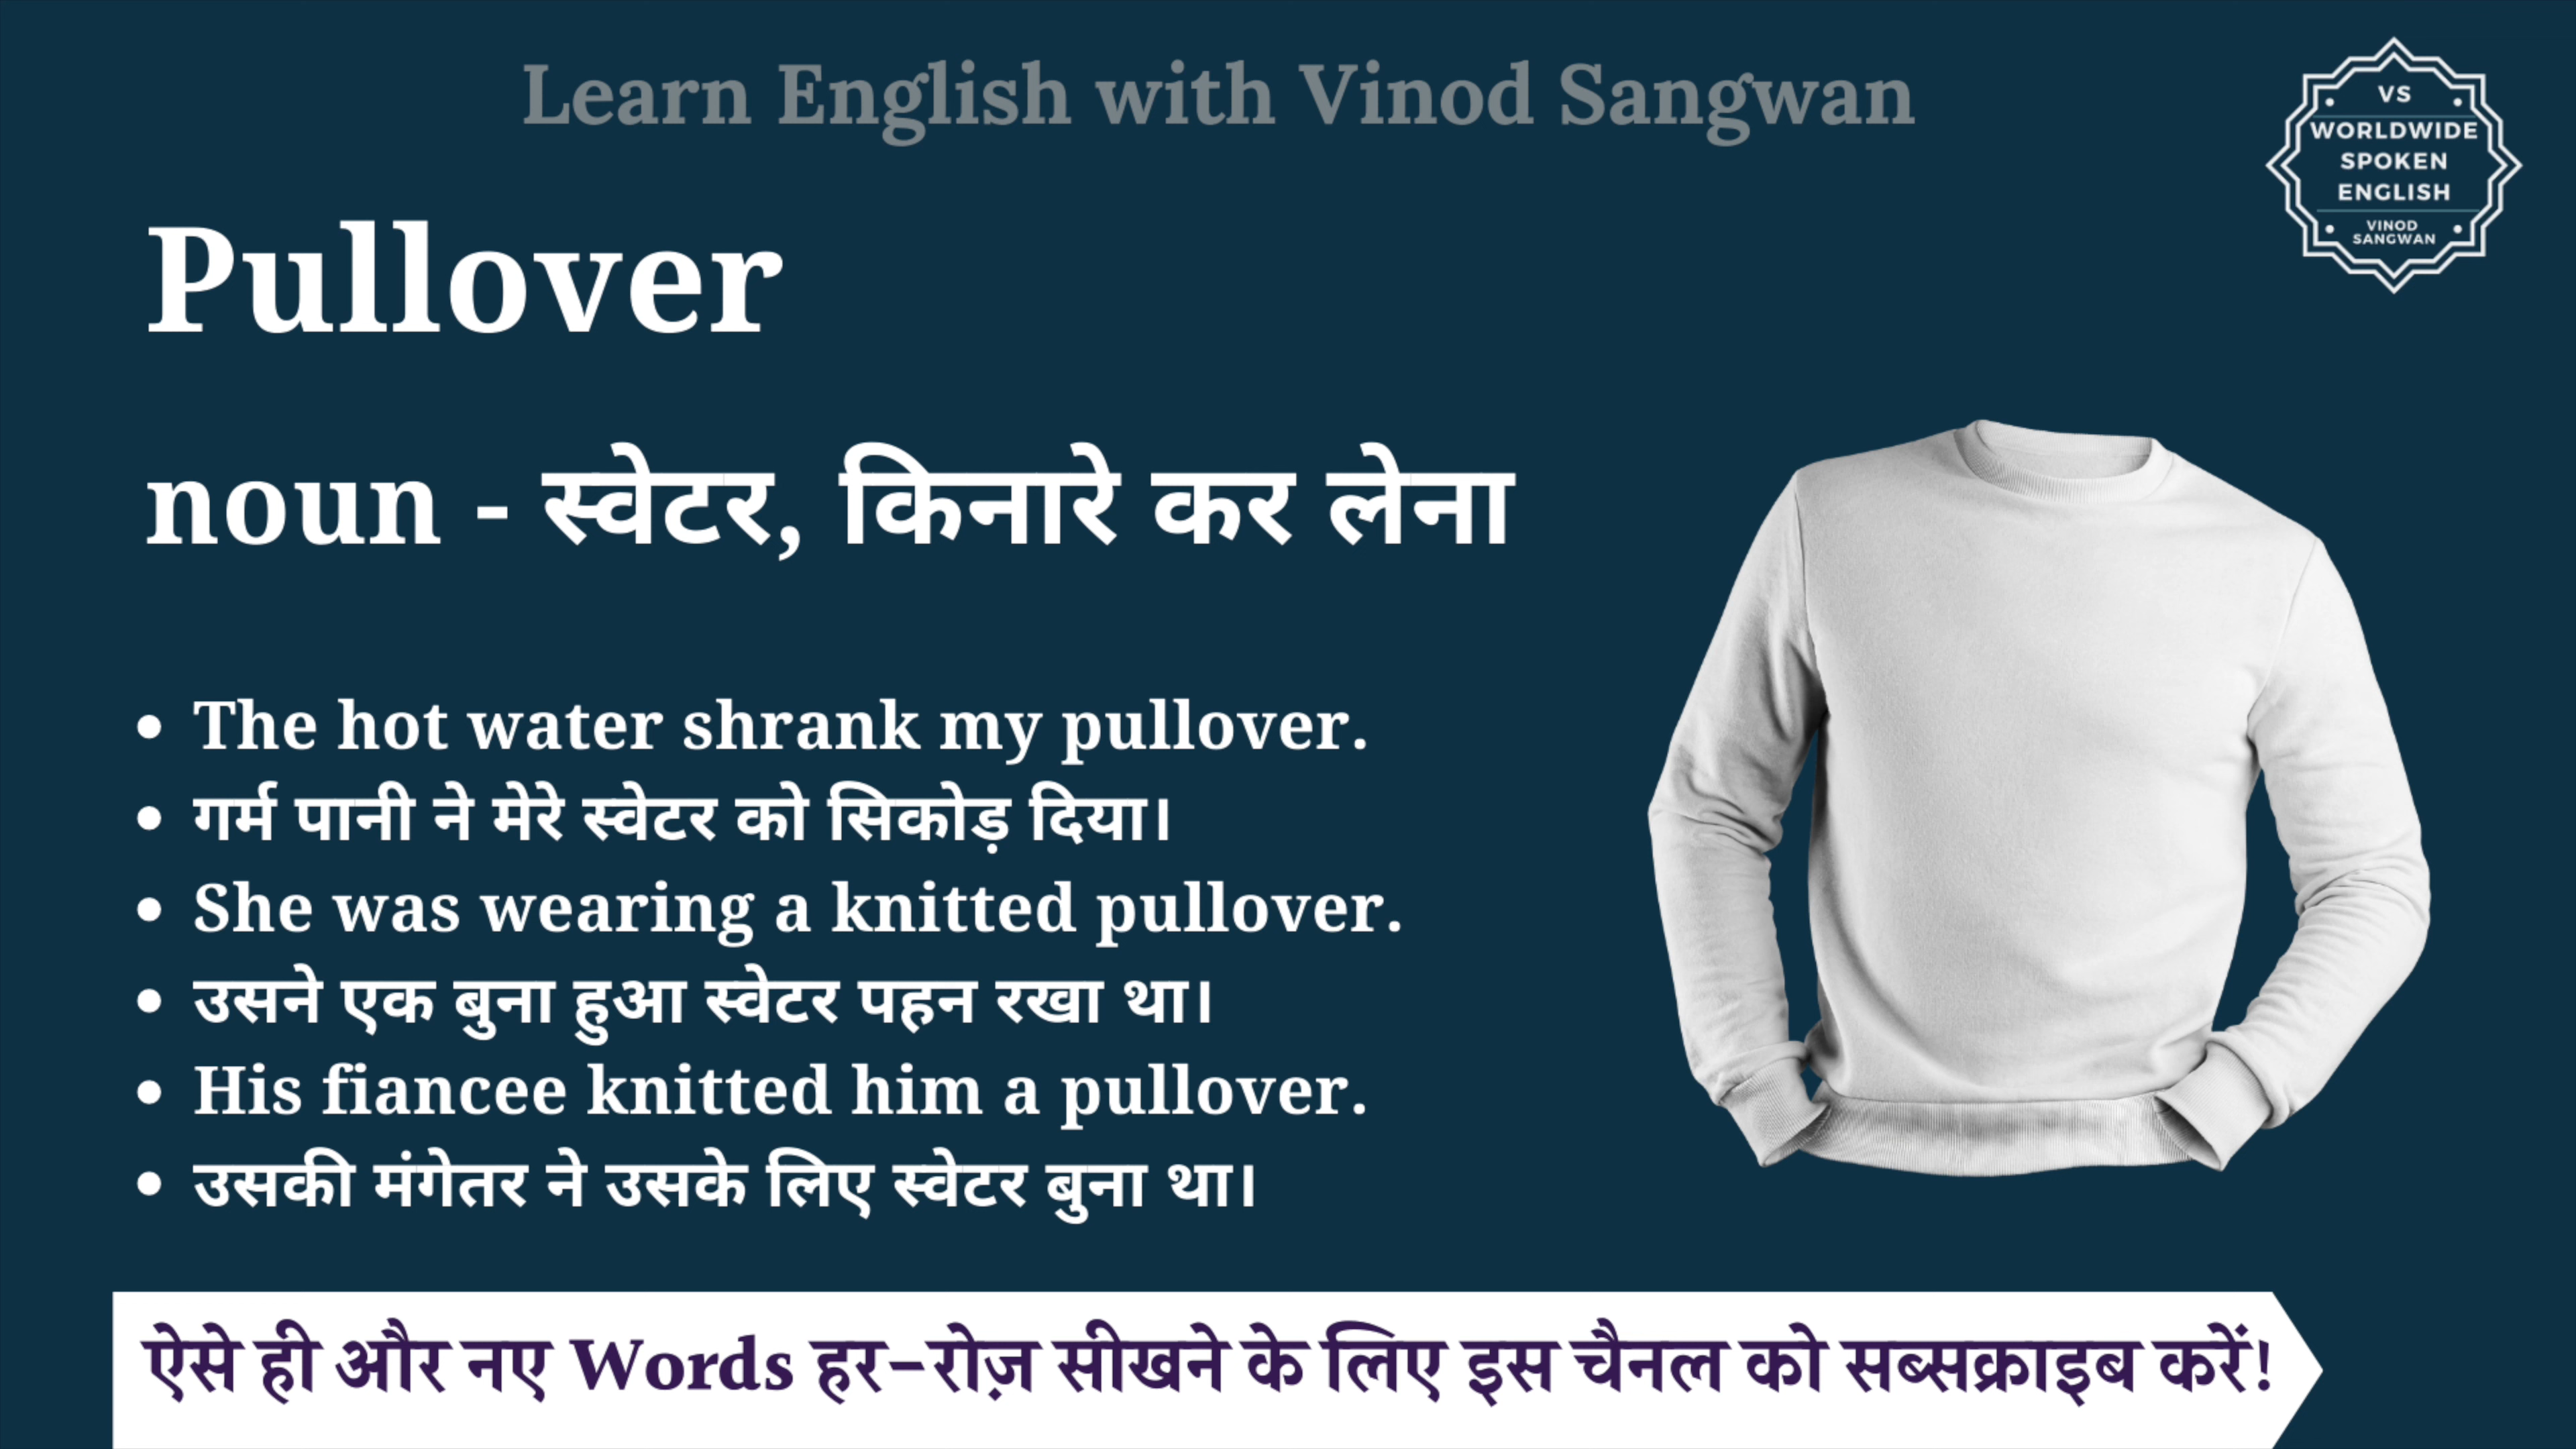 Learn English with Vinod Sangwan
VS
WORLDWIDE
SPOKEN
ENGLISH
VINOD
SANGWAN
Pullover
noun - स्वेटर, किनारे कर लेना
• The hot water shrank my pullover.
• गर्म पानी ने मेरे स्वेटर को सिकोड़ दिया।
• She was wearing a knitted pullover.
• उसने एक बुना हुआ स्वेटर पहन रखा था।
• His fiancee knitted him a pullover.
• उसकी मंगेतर ने उसके लिए स्वेटर बुना था।
ऐसे ही और नए Words हर-रोज़ सीखने के लिए इस चैनल को सब्सक्राइब करें!